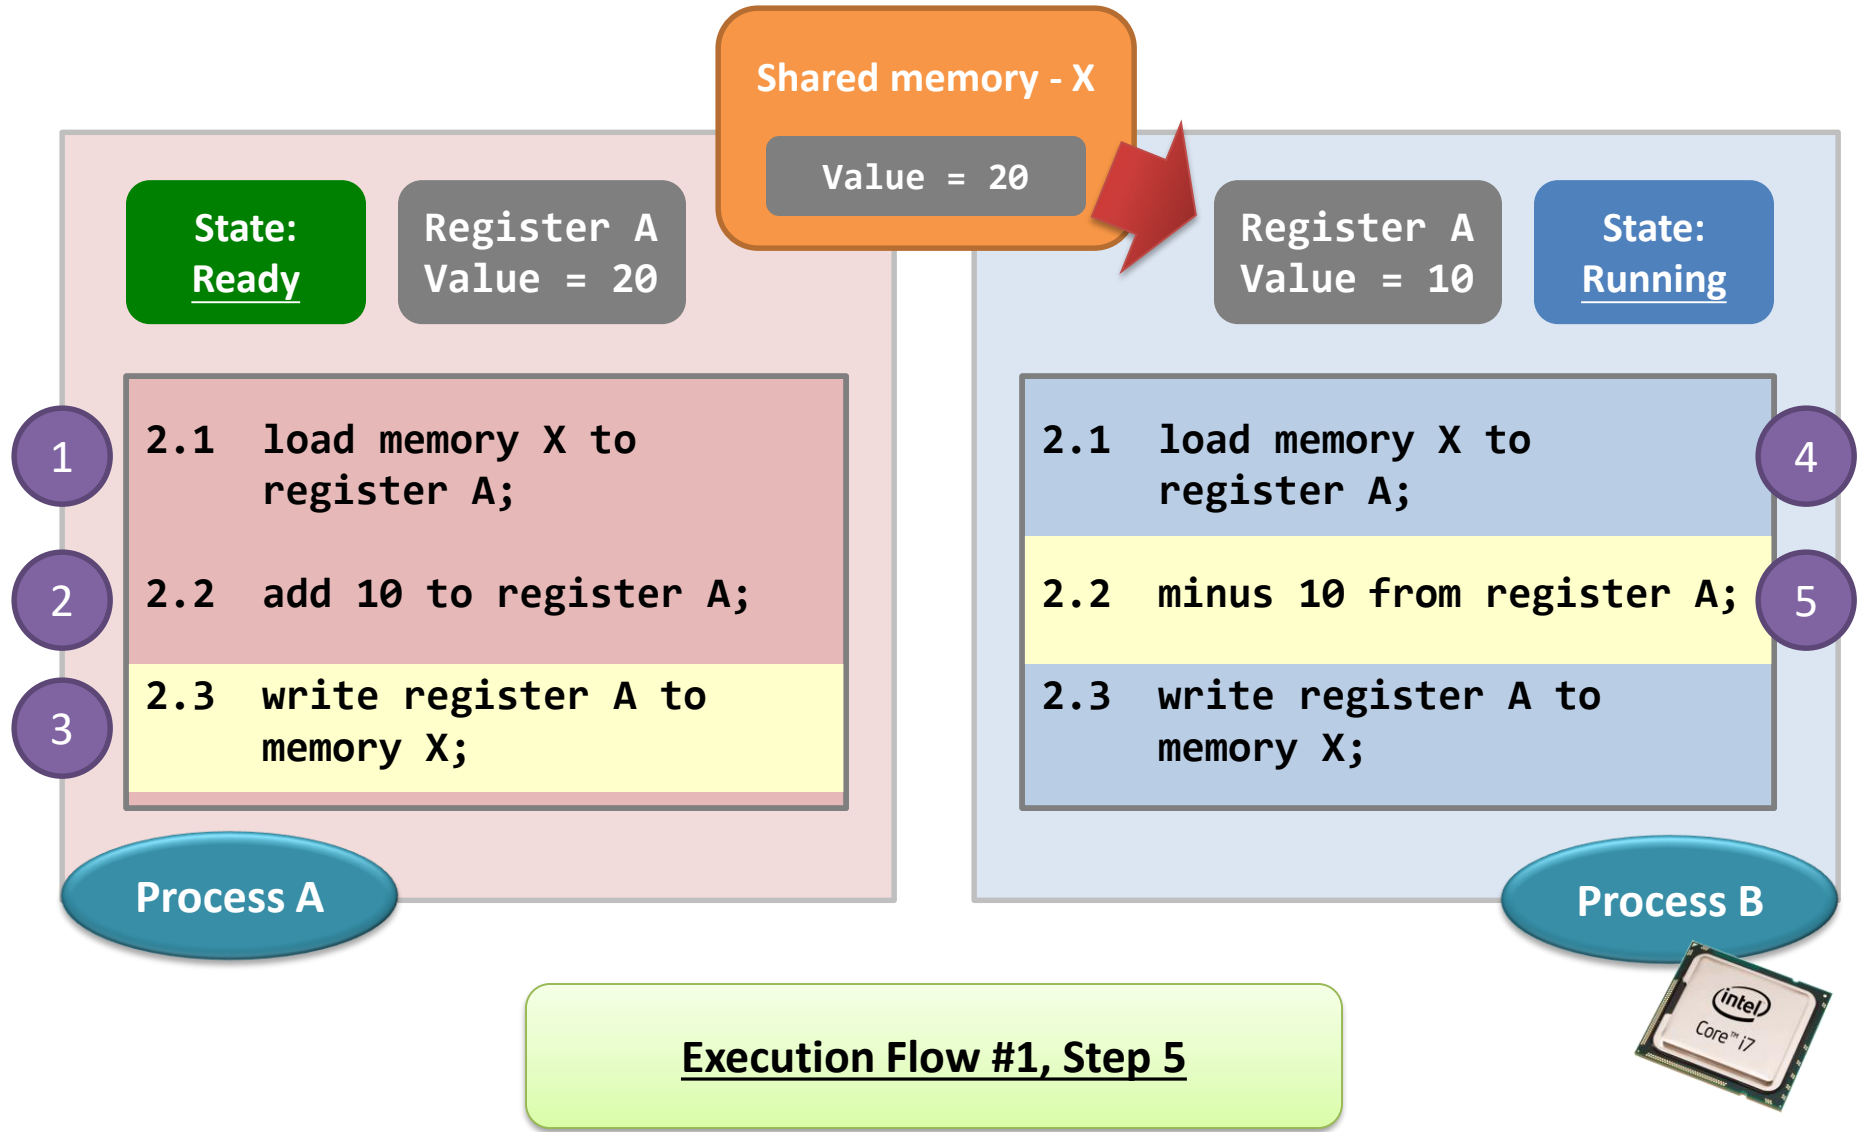 Shared memory - X
Value = 20
State:
Ready
Register A
Value = 20
Register A
Value = 10
State:
Running
1
2.1 load memory X to
register A;
2
2.2 add 10 to register A;
3
2.3 write register A to
memory X;
2.1 load memory X to
register A;
4
2.2 minus 10 from register A;
5
2.3 write register A to
memory X;
Process A
Process B
intel
Core™ i7
Execution Flow #1, Step 5